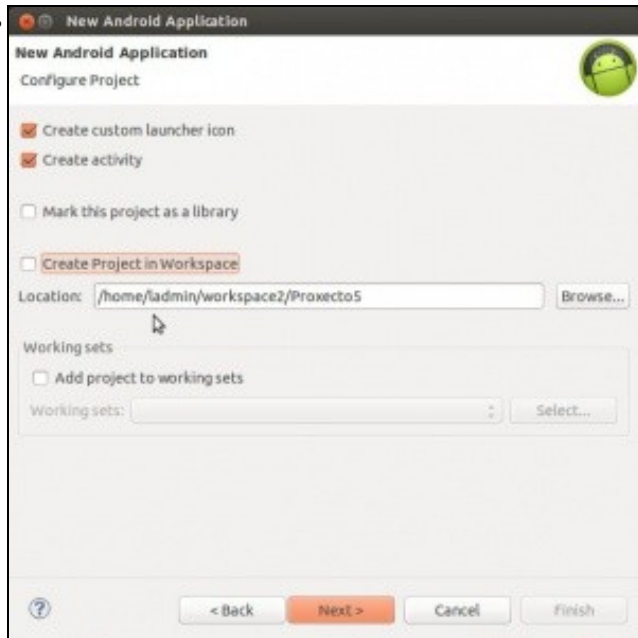 New Android Application
New Android Application
Configure Project
Create custom launcher icon
Create activity
Mark this project as a library
Create Project in Workspace
Location: /home/ladmin/workspace2/Proxecto5 Browse...
Working sets
Add project to working sets
Working sets: Select...
? < Back Next > Cancel Finish